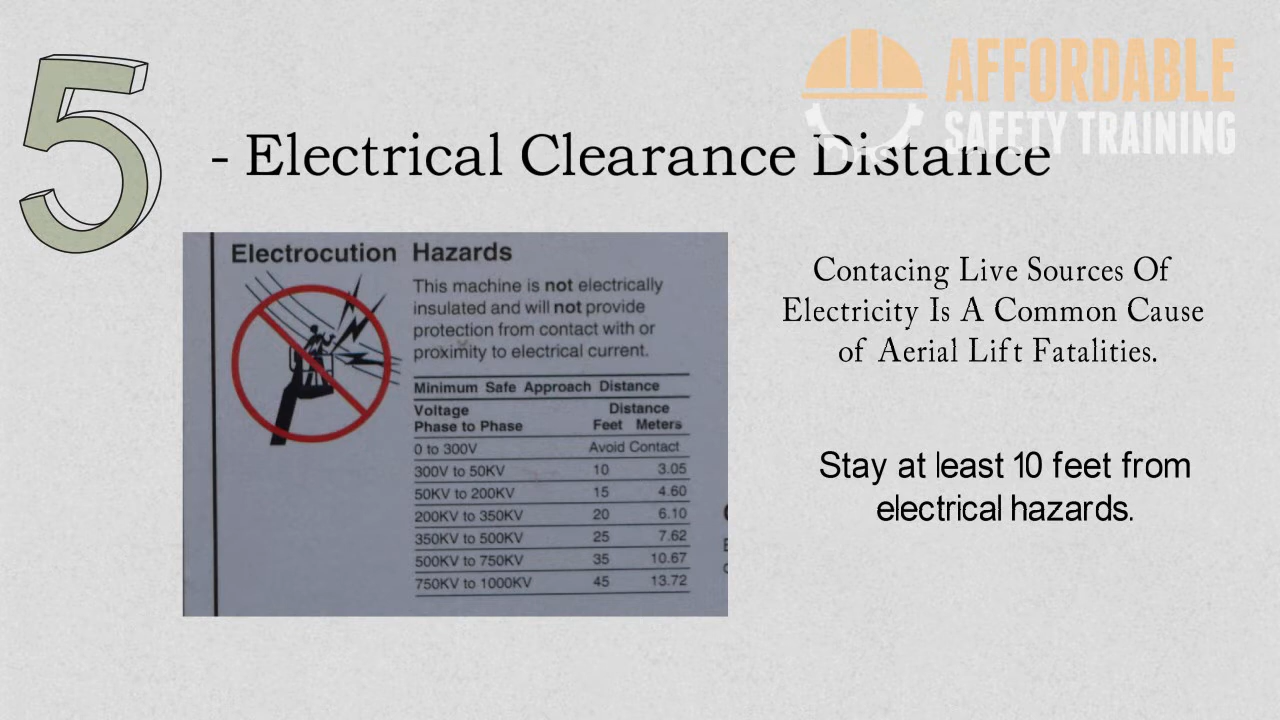 5
AFFORDABLE
SAFETY TRAINING
- Electrical Clearance Distance
Electrocution Hazards
This machine is not electrically
insulated and will not provide
protection from contact with or
proximity to electrical current.
Minimum Safe Approach Distance
Voltage Distance
Phase to Phase Feet Meters
0 to 300V Avoid Contact
300V to 50KV 10 3.05
50KV to 200KV 15 4.60
200KV to 350KV 20 6.10
350KV to 500KV 25 7.62
500KV to 750KV 35 10.67
750KV to 1000KV 45 13.72
Contacing Live Sources Of
Electricity Is A Common Cause
of Aerial Lift Fatalities.
Stay at least 10 feet from
electrical hazards.